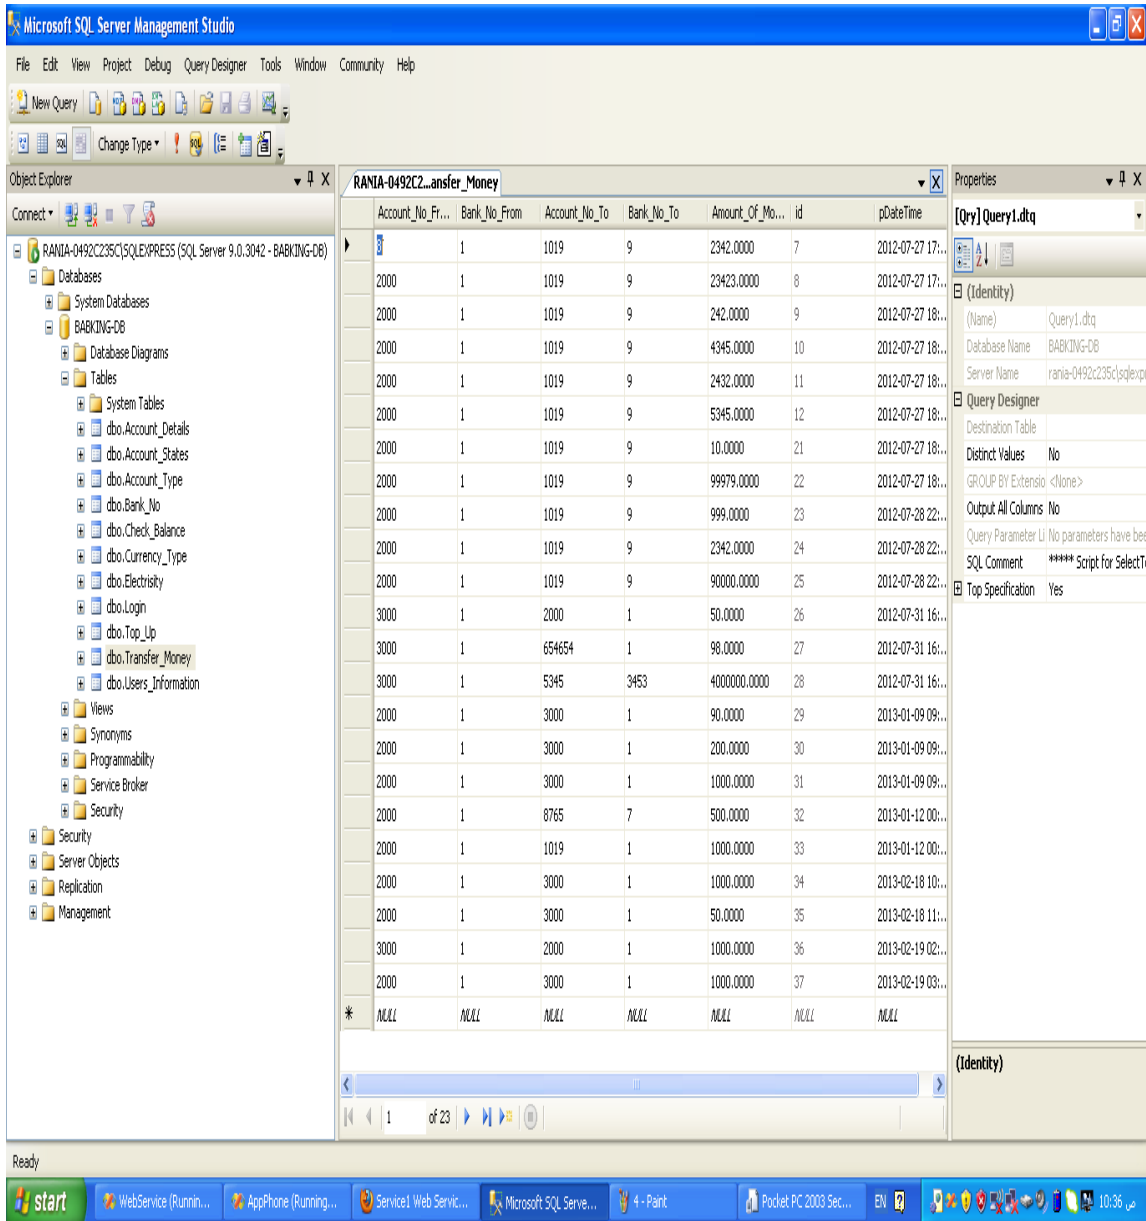 Microsoft SQL Server Management Studio
File Edit View Project Debug Query Designer Tools Window Community Help
New Query
Change Type
Object Explorer
Connect
RANIA-0492C235C\SQLEXPRESS (SQL Server 9.0.3042 - BABKING-DB)
Databases
System Databases
BABKING-DB
Database Diagrams
Tables
System Tables
dbo.Account_Details
dbo.Account_States
dbo.Account_Type
dbo.Bank_No
dbo.Check_Balance
dbo.Currency_Type
dbo.Electrisity
dbo.Login
dbo.Top_Up
dbo.Transfer_Money
dbo.Users_Information
Views
Synonyms
Programmability
Service Broker
Security
Security
Server Objects
Replication
Management
RANIA-0492C2...ansfer_Money
Account_No_Fr... Bank_No_From Account_No_To Bank_No_To Amount_Of_Mo... id pDateTime
8 1 1019 9 2342.0000 7 2012-07-27 17:...
2000 1 1019 9 23423.0000 8 2012-07-27 17:...
2000 1 1019 9 242.0000 9 2012-07-27 18:...
2000 1 1019 9 4345.0000 10 2012-07-27 18:...
2000 1 1019 9 2432.0000 11 2012-07-27 18:...
2000 1 1019 9 5345.0000 12 2012-07-27 18:...
2000 1 1019 9 10.0000 21 2012-07-27 18:...
2000 1 1019 9 99979.0000 22 2012-07-27 18:...
2000 1 1019 9 999.0000 23 2012-07-28 22:...
2000 1 1019 9 2342.0000 24 2012-07-28 22:...
2000 1 1019 9 90000.0000 25 2012-07-28 22:...
3000 1 2000 1 50.0000 26 2012-07-31 16:...
3000 1 654654 1 98.0000 27 2012-07-31 16:...
3000 1 5345 3453 4000000.0000 28 2012-07-31 16:...
2000 1 3000 1 90.0000 29 2013-01-09 09:...
2000 1 3000 1 200.0000 30 2013-01-09 09:...
2000 1 3000 1 1000.0000 31 2013-01-09 09:...
2000 1 8765 7 500.0000 32 2013-01-12 00:...
2000 1 1019 1 1000.0000 33 2013-01-12 00:...
2000 1 3000 1 1000.0000 34 2013-02-18 10:...
2000 1 3000 1 50.0000 35 2013-02-18 11:...
3000 1 2000 1 1000.0000 36 2013-02-19 02:...
2000 1 3000 1 1000.0000 37 2013-02-19 03:...
NULL NULL NULL NULL NULL NULL NULL
1 of 23
Properties
[Qry] Query1.dtq
(Identity)
(Name) Query1.dtq
Database Name BABKING-DB
Server Name rania-0492c235c\sqlexpr
Query Designer
Destination Table
Distinct Values No
GROUP BY Extensio <None>
Output All Columns No
Query Parameter Li No parameters have bee
SQL Comment ***** Script for SelectT
Top Specification Yes
(Identity)
Ready
start WebService (Runnin... AppPhone (Running... Service1 Web Servic... Microsoft SQL Serve... 4 - Paint Pocket PC 2003 Sec... EN 10:36 ص